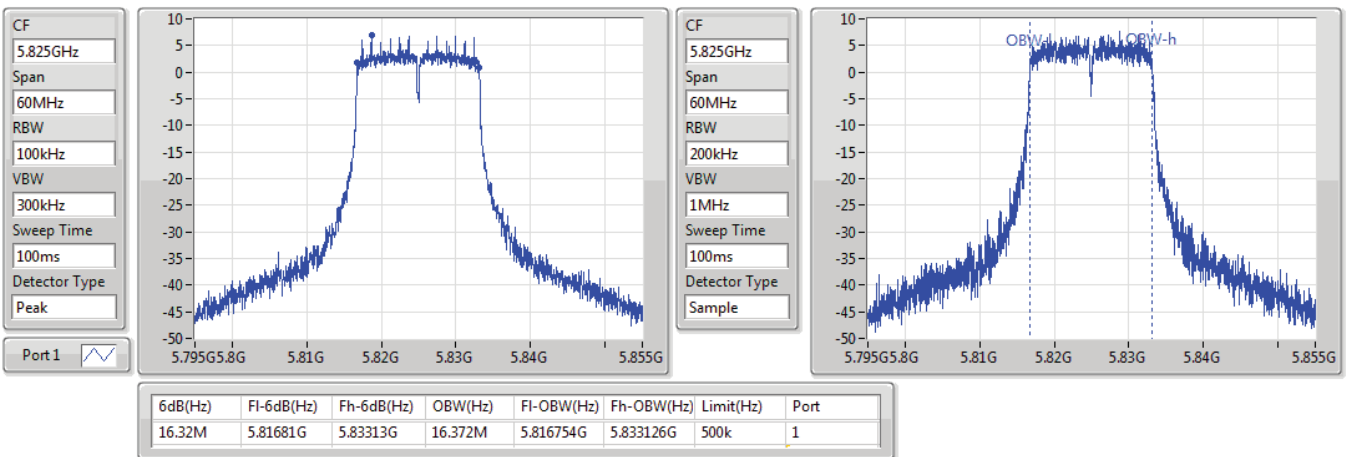 CF
5.825GHz
Span
60MHz
RBW
100kHz
VBW
300kHz
Sweep Time
100ms
Detector Type
Peak
Port 1
10
5
0
-5
-10
-15
-20
-25
-30
-35
-40
-45
-50
5.795G 5.8G 5.81G 5.82G 5.83G 5.84G 5.855G
CF
5.825GHz
Span
60MHz
RBW
200kHz
VBW
1MHz
Sweep Time
100ms
Detector Type
Sample
10
5
0
-5
-10
-15
-20
-25
-30
-35
-40
-45
-50
OBW-l OBW-h
5.795G 5.8G 5.81G 5.82G 5.83G 5.84G 5.855G
6dB(Hz) Fl-6dB(Hz) Fh-6dB(Hz) OBW(Hz) Fl-OBW(Hz) Fh-OBW(Hz) Limit(Hz) Port
16.32M 5.81681G 5.83313G 16.372M 5.816754G 5.833126G 500k 1